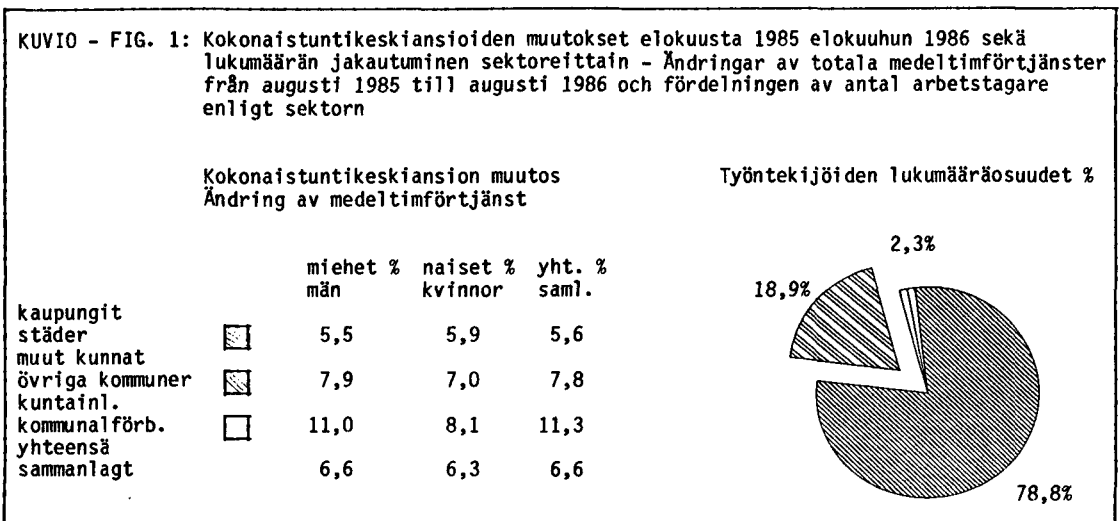 KUVIO - FIG. 1: Kokonaistuntikeskiansioiden muutokset elokuusta 1985 elokuuhun 1986 sekä
lukumäärän jakautuminen sektoreittain - Ändringar av totala medeltimförtjänster
från augusti 1985 till augusti 1986 och fördelningen av antal arbetstagare
enligt sektorn
Kokonaistuntikeskiansion muutos
Ändring av medeltimförtjänst
miehet % naiset % yht. %
män kvinnor saml.
kaupungit
städer 5,5 5,9 5,6
muut kunnat
övriga kommuner 7,9 7,0 7,8
kuntainl.
kommunalförb. 11,0 8,1 11,3
yhteensä
sammanlagt 6,6 6,3 6,6
Työntekijöiden lukumääräosuudet %
2,3%
18,9%
78,8%